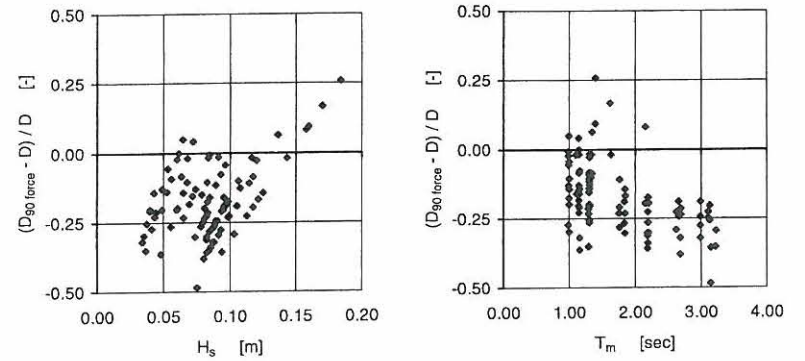 0.50
0.25
0.00
-0.25
-0.50
(D90 force - D) / D [-]
0.00 0.05 0.10 0.15 0.20
Hs [m]
0.50
0.25
0.00
-0.25
-0.50
(D90 force - D) / D [-]
0.00 1.00 2.00 3.00 4.00
Tm [sec]